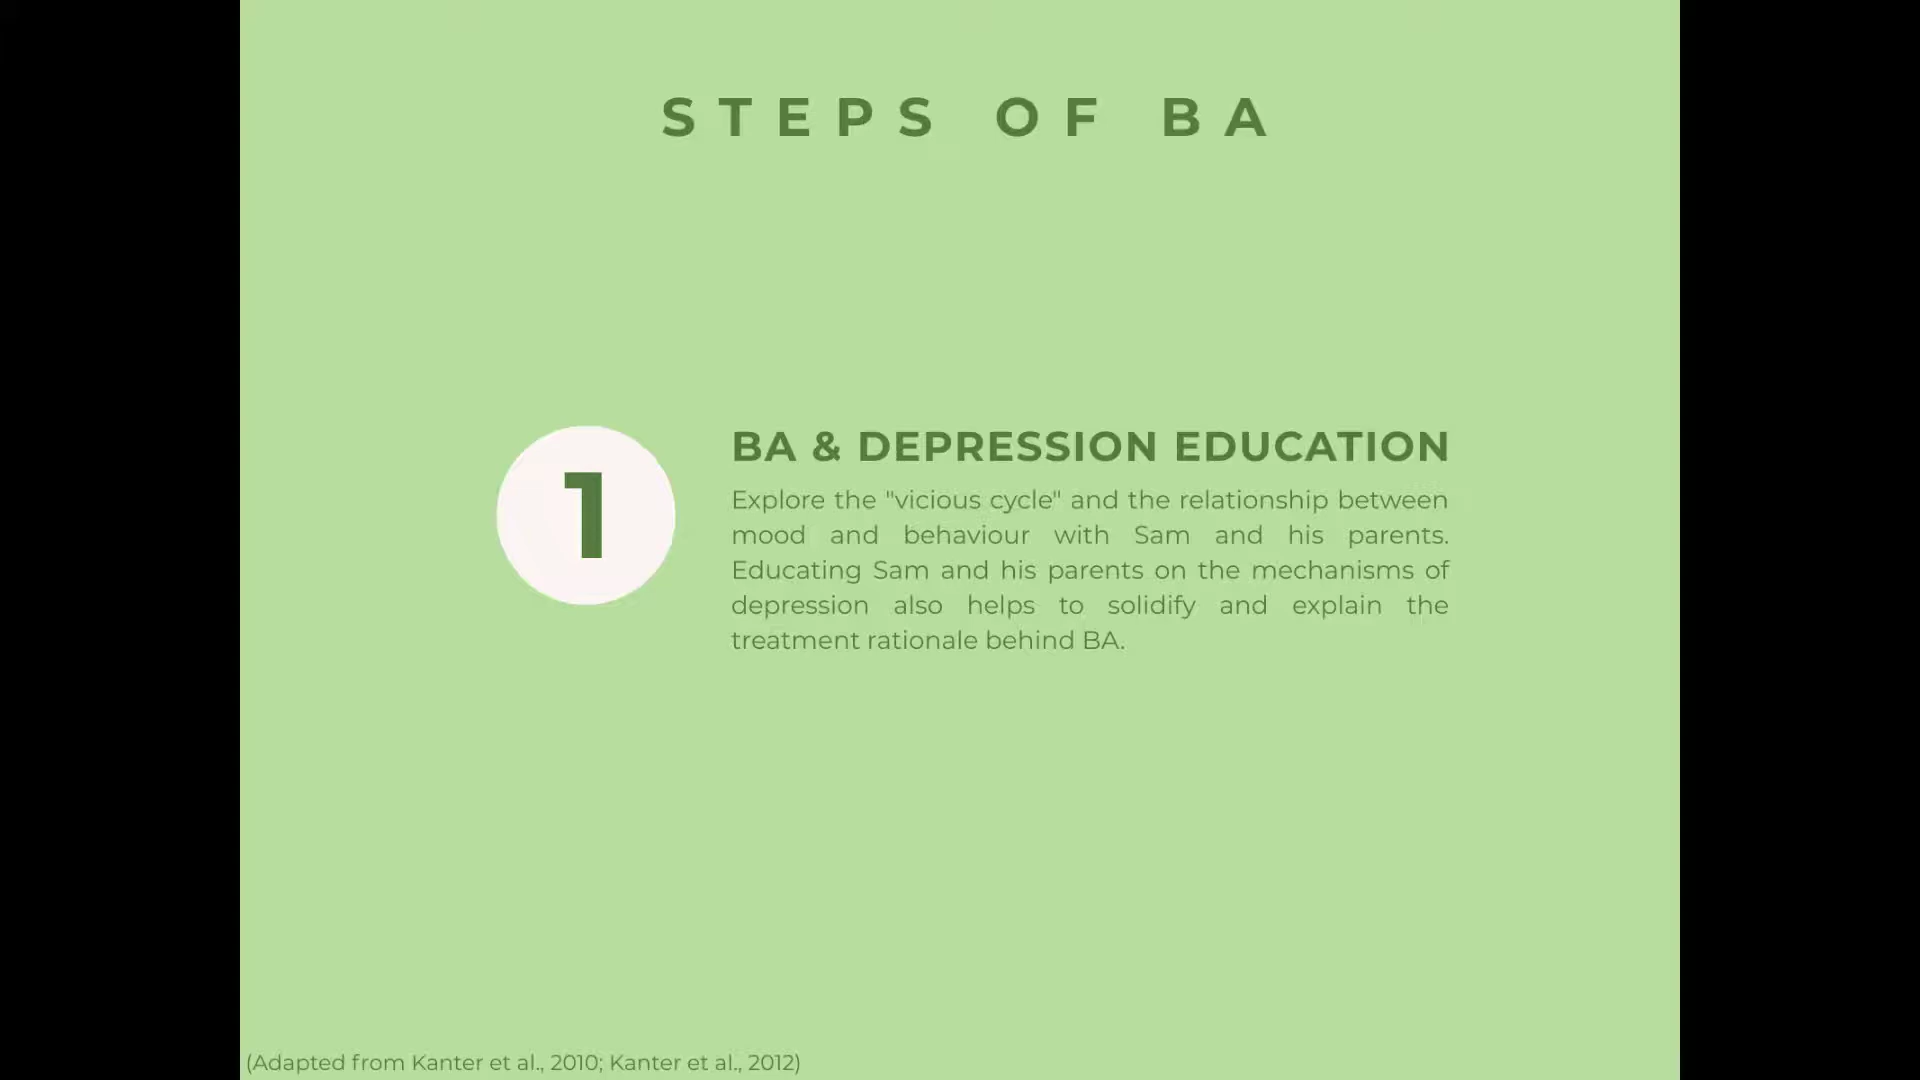 STEPS OF BA
1
BA & DEPRESSION EDUCATION
Explore the "vicious cycle" and the relationship between
mood and behaviour with Sam and his parents.
Educating Sam and his parents on the mechanisms of
depression also helps to solidify and explain the
treatment rationale behind BA.
(Adapted from Kanter et al., 2010; Kanter et al., 2012)